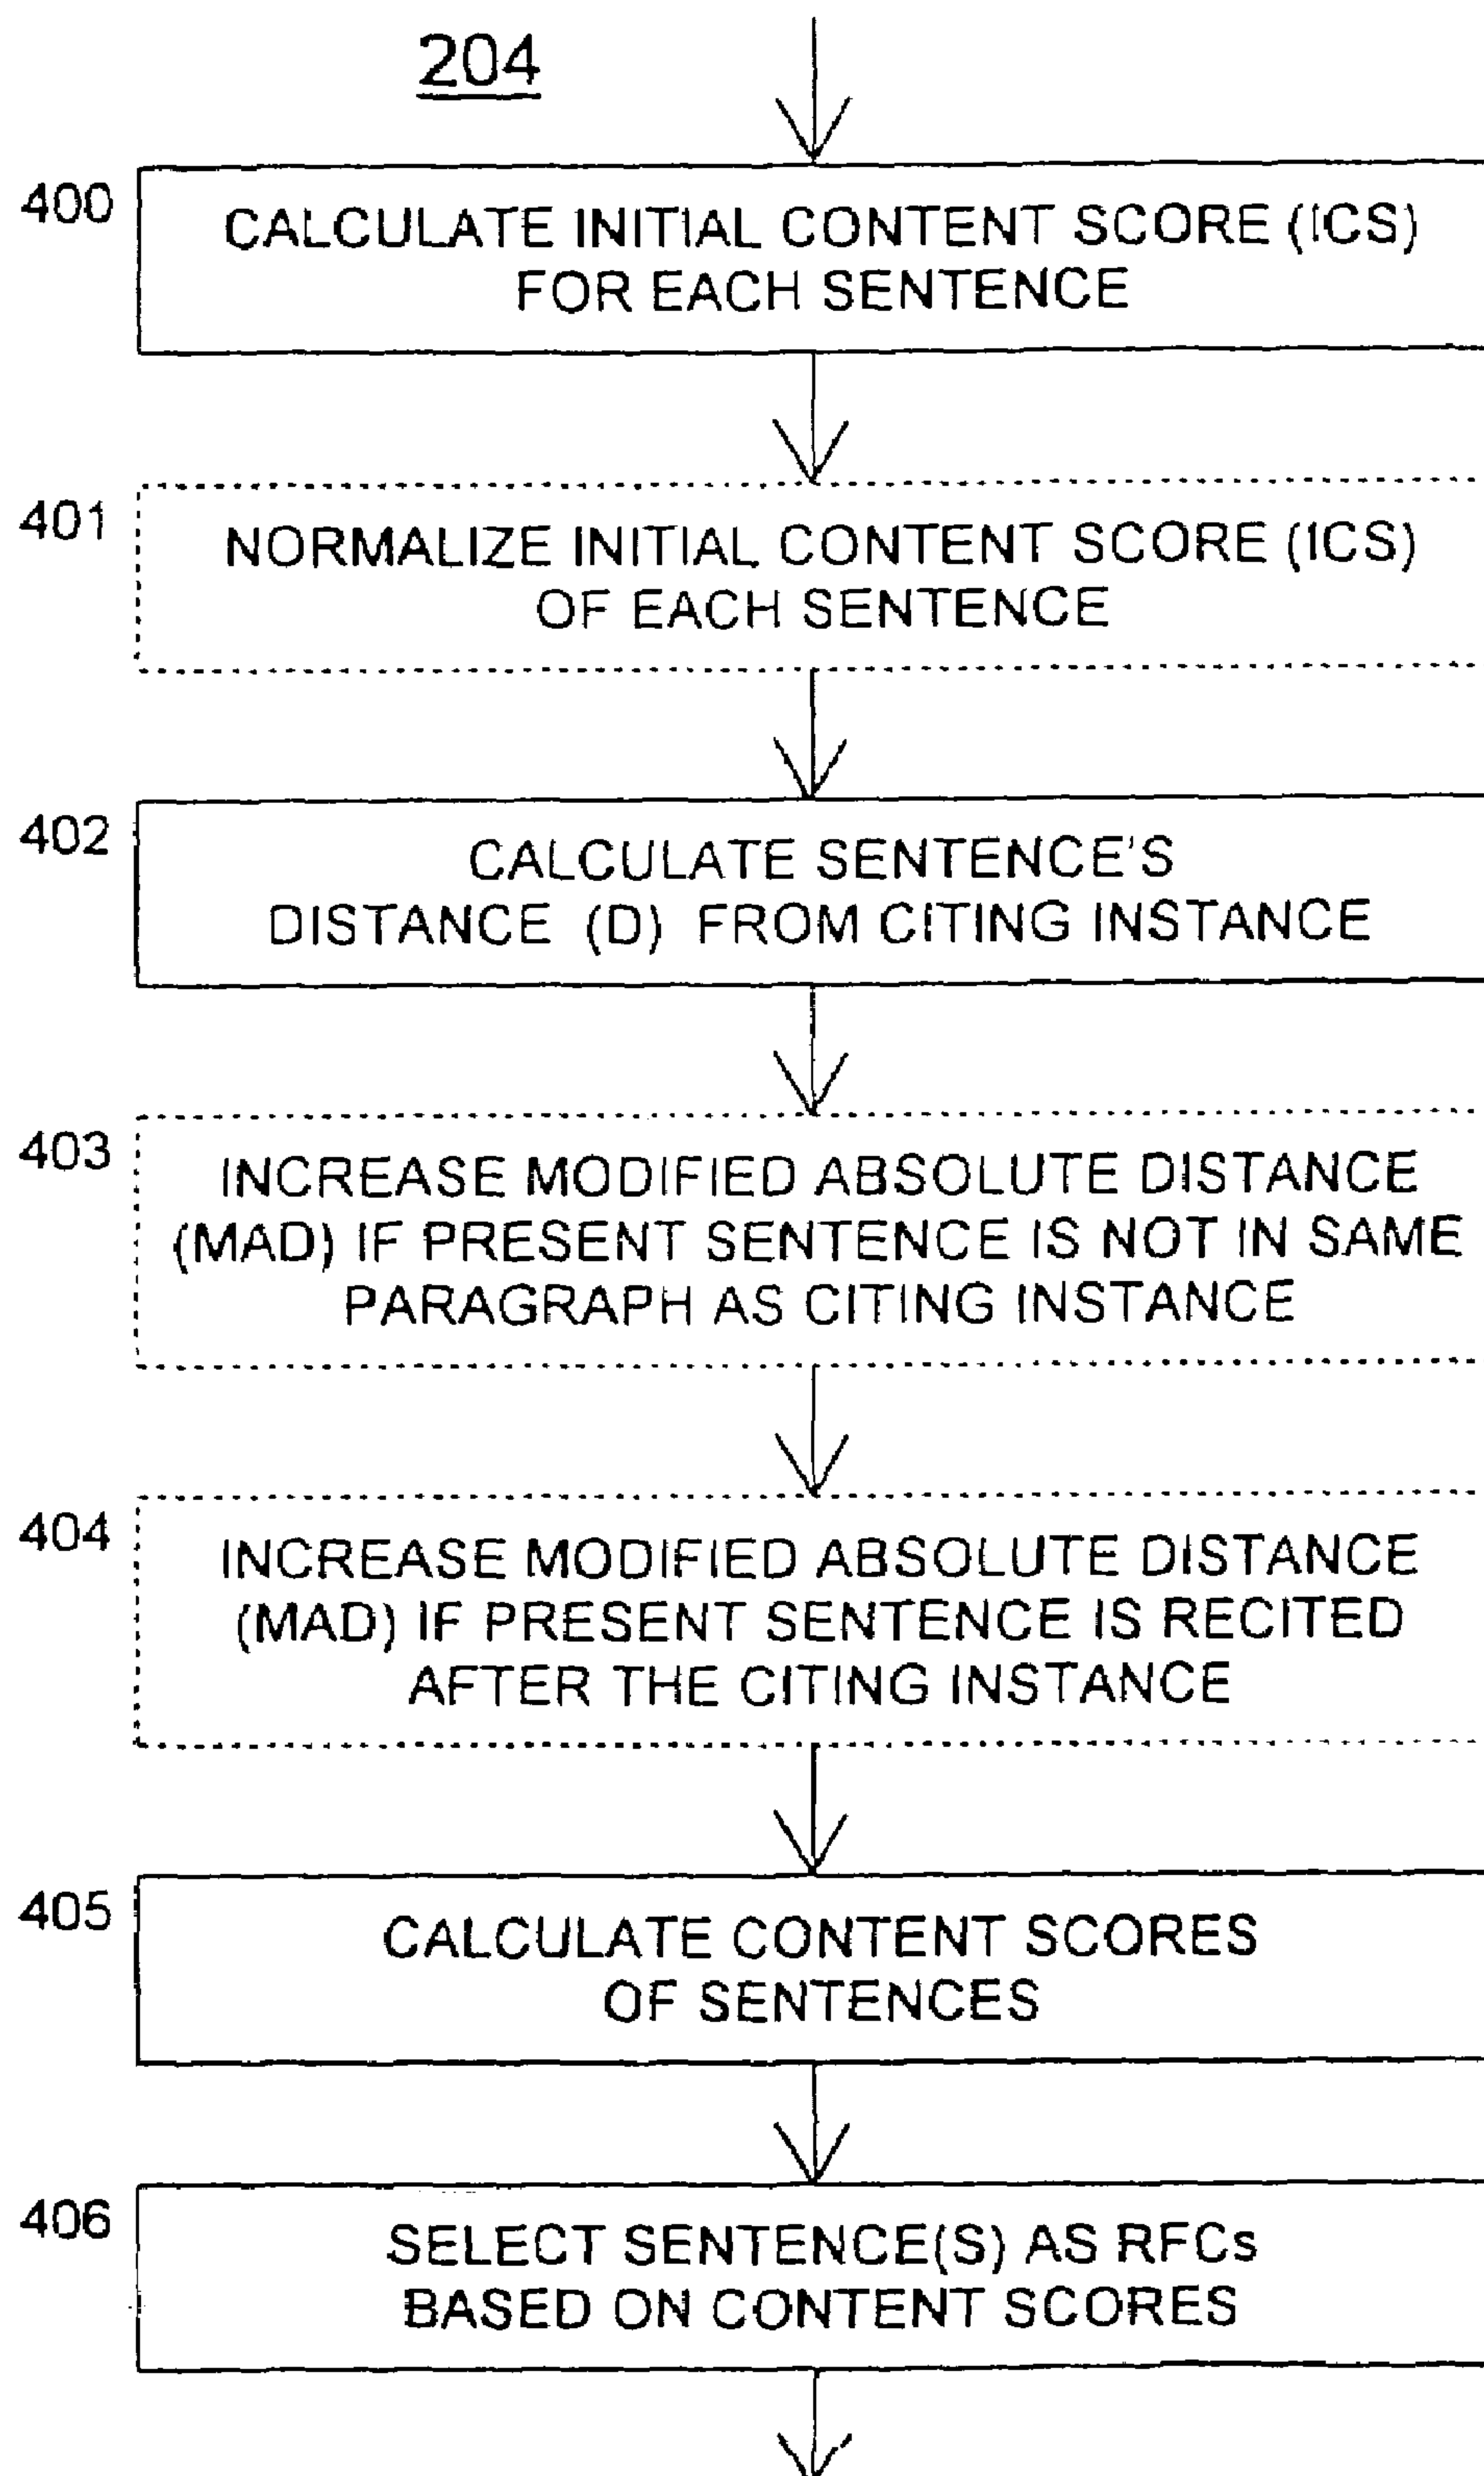 204
400
CALCULATE INITIAL CONTENT SCORE (ICS)
FOR EACH SENTENCE
401
NORMALIZE INITIAL CONTENT SCORE (ICS)
OF EACH SENTENCE
402
CALCULATE SENTENCE'S
DISTANCE (D) FROM CITING INSTANCE
403
INCREASE MODIFIED ABSOLUTE DISTANCE
(MAD) IF PRESENT SENTENCE IS NOT IN SAME
PARAGRAPH AS CITING INSTANCE
404
INCREASE MODIFIED ABSOLUTE DISTANCE
(MAD) IF PRESENT SENTENCE IS RECITED
AFTER THE CITING INSTANCE
405
CALCULATE CONTENT SCORES
OF SENTENCES
406
SELECT SENTENCE(S) AS RFCs
BASED ON CONTENT SCORES